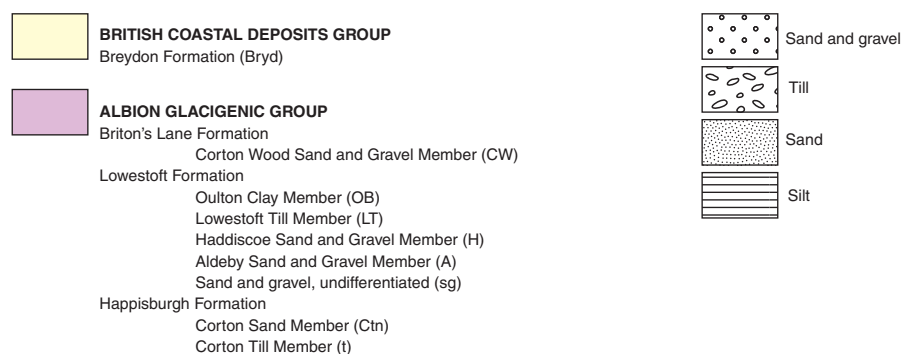 BRITISH COASTAL DEPOSITS GROUP
Breydon Formation (Bryd)
ALBION GLACIGENIC GROUP
Briton's Lane Formation
Corton Wood Sand and Gravel Member (CW)
Lowestoft Formation
Oulton Clay Member (OB)
Lowestoft Till Member (LT)
Haddiscoe Sand and Gravel Member (H)
Aldeby Sand and Gravel Member (A)
Sand and gravel, undifferentiated (sg)
Happisburgh Formation
Corton Sand Member (Ctn)
Corton Till Member (t)
Sand and gravel
Till
Sand
Silt